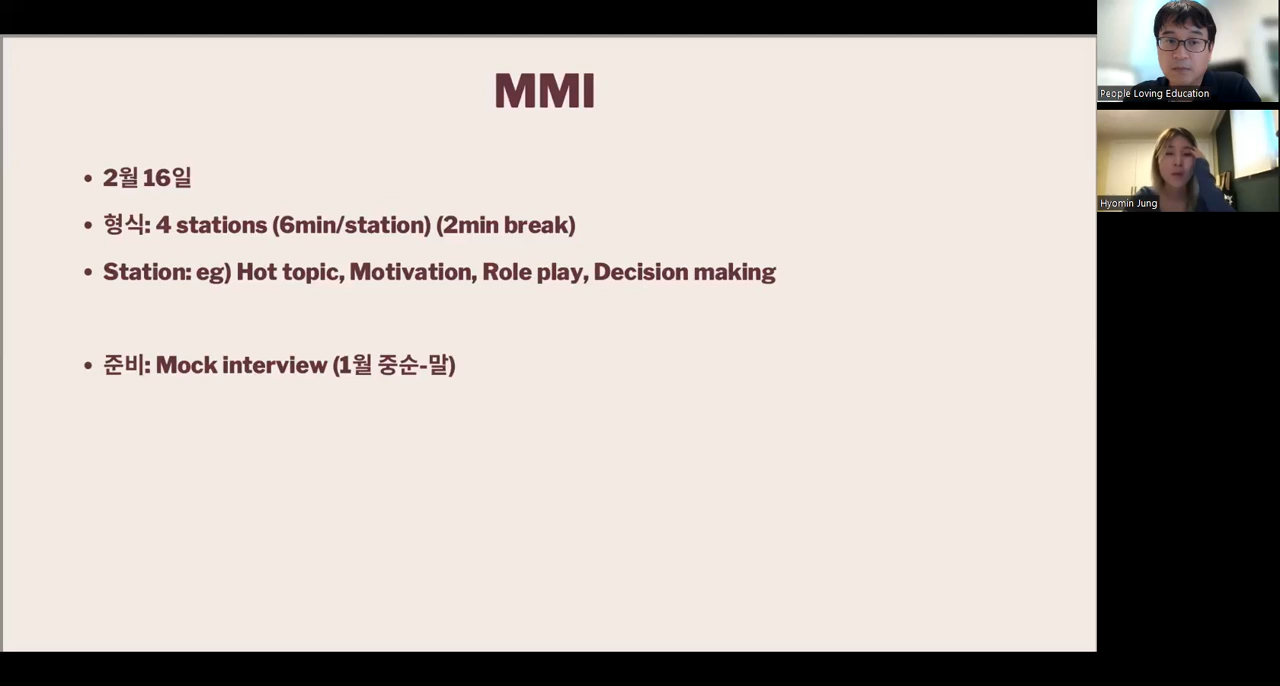 MMI
• 2월 16일
• 형식: 4 stations (6min/station) (2min break)
• Station: eg) Hot topic, Motivation, Role play, Decision making
• 준비: Mock interview (1월 중순-말)
People Loving Education
Hyomin Jung